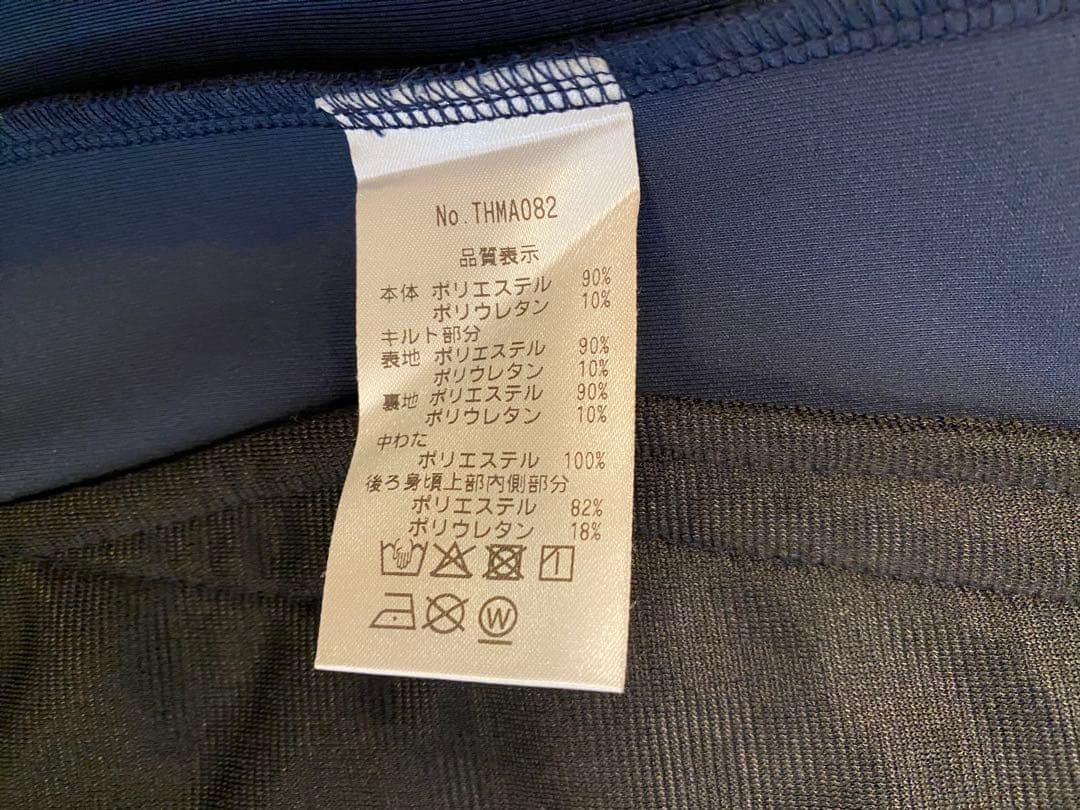 No.THMA082
品質表示
本体 ポリエステル 90%
ポリウレタン 10%
キルト部分
表地 ポリエステル 90%
ポリウレタン 10%
裏地 ポリエステル 90%
ポリウレタン 10%
中わた
ポリエステル 100%
後ろ身頃上部内側部分
ポリエステル 82%
ポリウレタン 18%
W